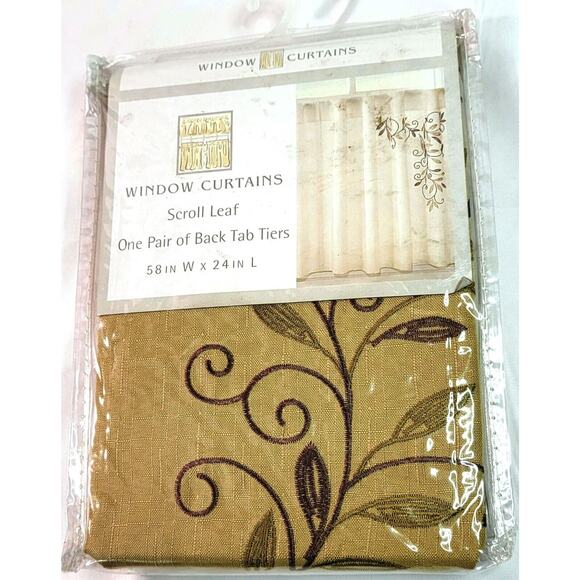 WINDOW CURTAINS
WINDOW CURTAINS
Scroll Leaf
One Pair of Back Tab Tiers
58 IN W X 24 IN L